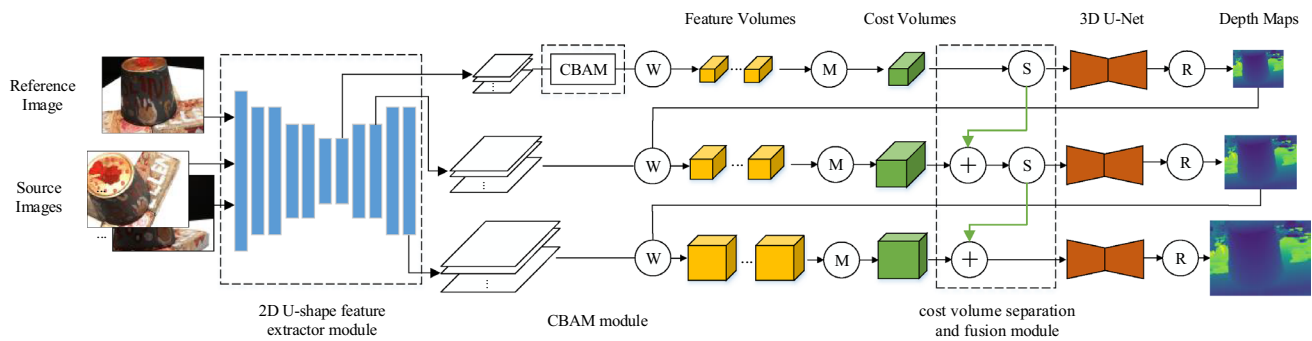 Feature Volumes
Cost Volumes
3D U-Net
Depth Maps
Reference
Image
CBAM
W
...
M
S
R
⋮
Source
Images
...
...
W
...
M
+
S
R
⋮
W
...
M
+
R
⋮
2D U-shape feature
extractor module
CBAM module
cost volume separation
and fusion module